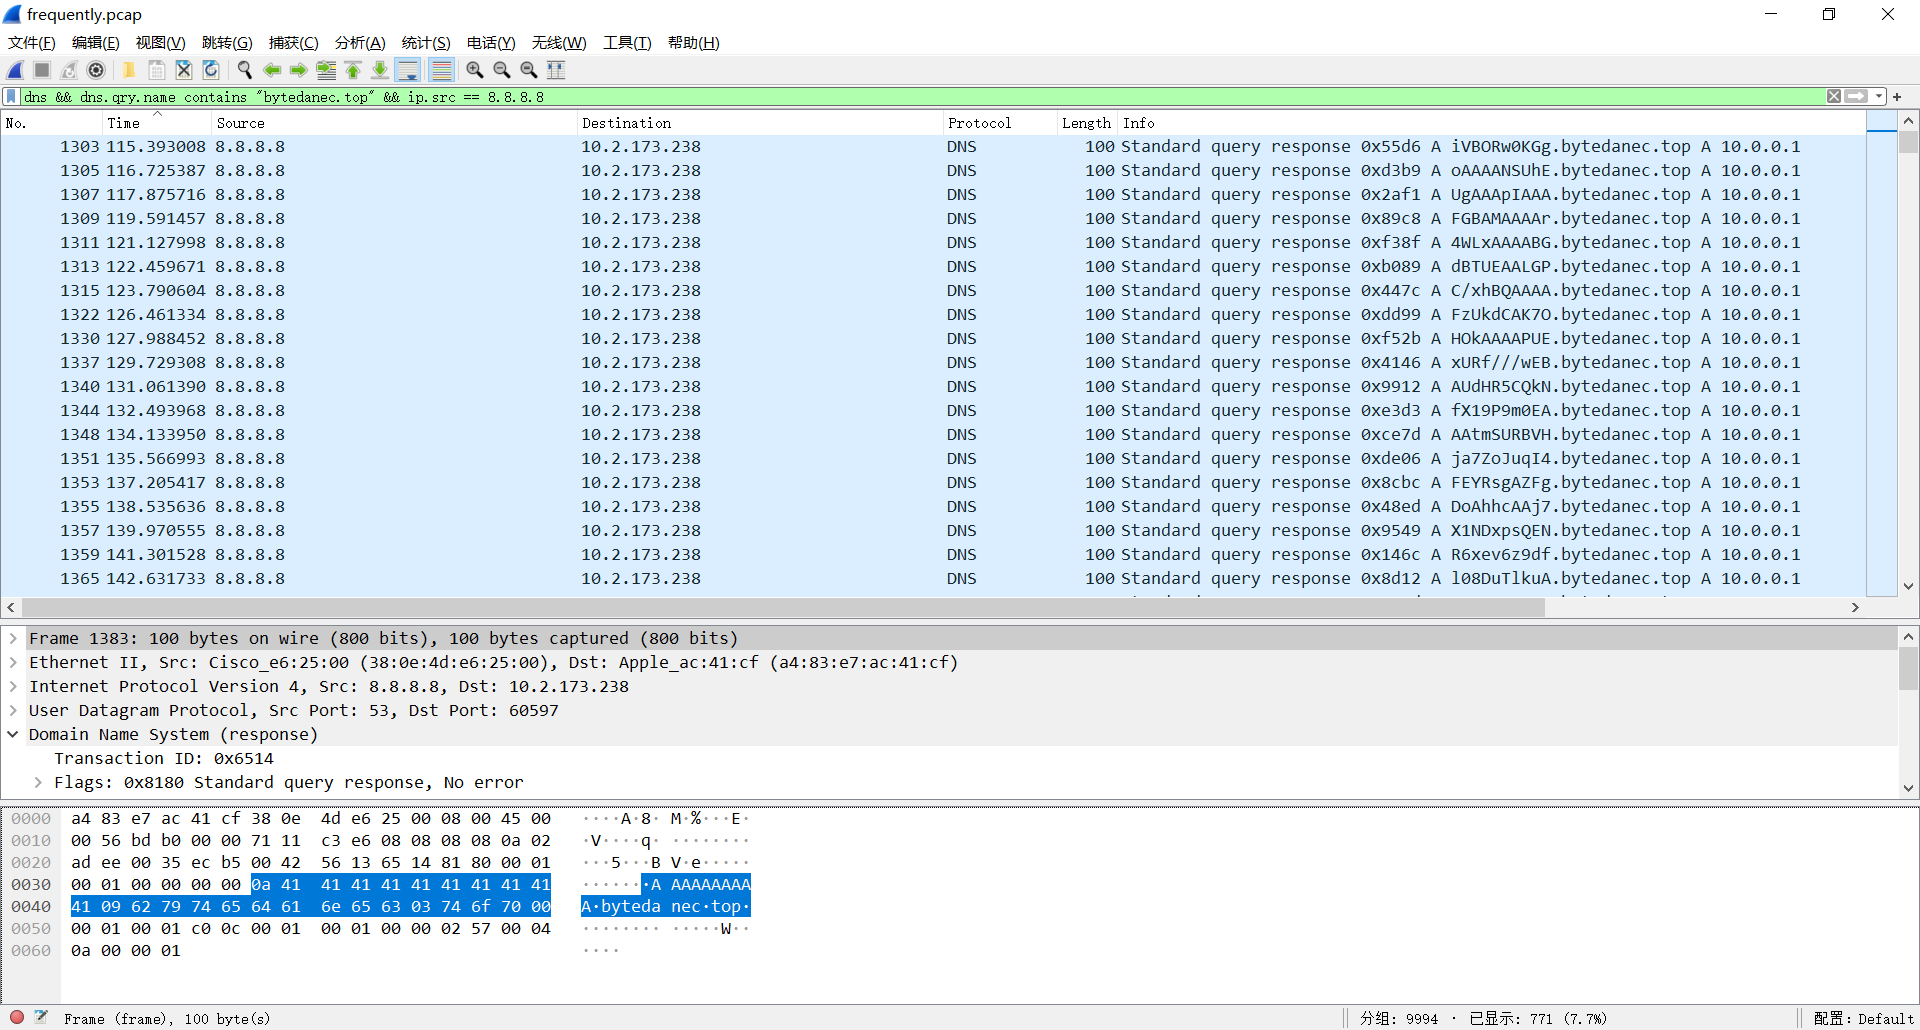 frequently.pcap
文件(F) 编辑(E) 视图(V) 跳转(G) 捕获(C) 分析(A) 统计(S) 电话(Y) 无线(W) 工具(T) 帮助(H)
dns && dns.qry.name contains "bytedanec.top" && ip.src == 8.8.8.8
No. Time Source Destination Protocol Length Info
1303 115.393008 8.8.8.8 10.2.173.238 DNS 100 Standard query response 0x55d6 A iVBORw0KGg.bytedanec.top A 10.0.0.1
1305 116.725387 8.8.8.8 10.2.173.238 DNS 100 Standard query response 0xd3b9 A oAAAANSUhE.bytedanec.top A 10.0.0.1
1307 117.875716 8.8.8.8 10.2.173.238 DNS 100 Standard query response 0x2af1 A UgAAApIAAA.bytedanec.top A 10.0.0.1
1309 119.591457 8.8.8.8 10.2.173.238 DNS 100 Standard query response 0x89c8 A FGBAMAAAAr.bytedanec.top A 10.0.0.1
1311 121.127998 8.8.8.8 10.2.173.238 DNS 100 Standard query response 0xf38f A 4WLxAAAABG.bytedanec.top A 10.0.0.1
1313 122.459671 8.8.8.8 10.2.173.238 DNS 100 Standard query response 0xb089 A dBTUEAALGP.bytedanec.top A 10.0.0.1
1315 123.790604 8.8.8.8 10.2.173.238 DNS 100 Standard query response 0x447c A C/xhBQAAAA.bytedanec.top A 10.0.0.1
1322 126.461334 8.8.8.8 10.2.173.238 DNS 100 Standard query response 0xdd99 A FzUkdCAK7O.bytedanec.top A 10.0.0.1
1330 127.988452 8.8.8.8 10.2.173.238 DNS 100 Standard query response 0xf52b A HOkAAAAPUE.bytedanec.top A 10.0.0.1
1337 129.729308 8.8.8.8 10.2.173.238 DNS 100 Standard query response 0x4146 A xURf///wEB.bytedanec.top A 10.0.0.1
1340 131.061390 8.8.8.8 10.2.173.238 DNS 100 Standard query response 0x9912 A AUdHR5CQkN.bytedanec.top A 10.0.0.1
1344 132.493968 8.8.8.8 10.2.173.238 DNS 100 Standard query response 0xe3d3 A fX19P9m0EA.bytedanec.top A 10.0.0.1
1348 134.133950 8.8.8.8 10.2.173.238 DNS 100 Standard query response 0xce7d A AAtmSURBVH.bytedanec.top A 10.0.0.1
1351 135.566993 8.8.8.8 10.2.173.238 DNS 100 Standard query response 0xde06 A ja7ZoJuqI4.bytedanec.top A 10.0.0.1
1353 137.205417 8.8.8.8 10.2.173.238 DNS 100 Standard query response 0x8cbc A FEYRsgAZFg.bytedanec.top A 10.0.0.1
1355 138.535636 8.8.8.8 10.2.173.238 DNS 100 Standard query response 0x48ed A DoAhhcAAj7.bytedanec.top A 10.0.0.1
1357 139.970555 8.8.8.8 10.2.173.238 DNS 100 Standard query response 0x9549 A X1NDxpsQEN.bytedanec.top A 10.0.0.1
1359 141.301528 8.8.8.8 10.2.173.238 DNS 100 Standard query response 0x146c A R6xev6z9df.bytedanec.top A 10.0.0.1
1365 142.631733 8.8.8.8 10.2.173.238 DNS 100 Standard query response 0x8d12 A l08DuTlkuA.bytedanec.top A 10.0.0.1
Frame 1383: 100 bytes on wire (800 bits), 100 bytes captured (800 bits)
Ethernet II, Src: Cisco_e6:25:00 (38:0e:4d:e6:25:00), Dst: Apple_ac:41:cf (a4:83:e7:ac:41:cf)
Internet Protocol Version 4, Src: 8.8.8.8, Dst: 10.2.173.238
User Datagram Protocol, Src Port: 53, Dst Port: 60597
Domain Name System (response)
Transaction ID: 0x6514
Flags: 0x8180 Standard query response, No error
0000 a4 83 e7 ac 41 cf 38 0e 4d e6 25 00 08 00 45 00 ····A·8· M·%···E·
0010 00 56 bd b0 00 00 71 11 c3 e6 08 08 08 08 0a 02 ·V····q· ········
0020 ad ee 00 35 ec b5 00 42 56 13 65 14 81 80 00 01 ···5···B V·e·····
0030 00 01 00 00 00 00 0a 41 41 41 41 41 41 41 41 41 ·······A AAAAAAAA
0040 41 09 62 79 74 65 64 61 6e 65 63 03 74 6f 70 00 A·byteda nec·top·
0050 00 01 00 01 c0 0c 00 01 00 01 00 00 02 57 00 04 ········ ·····W··
0060 0a 00 00 01 ····
Frame (frame), 100 byte(s)
分组: 9994 · 已显示: 771 (7.7%)
配置: Default